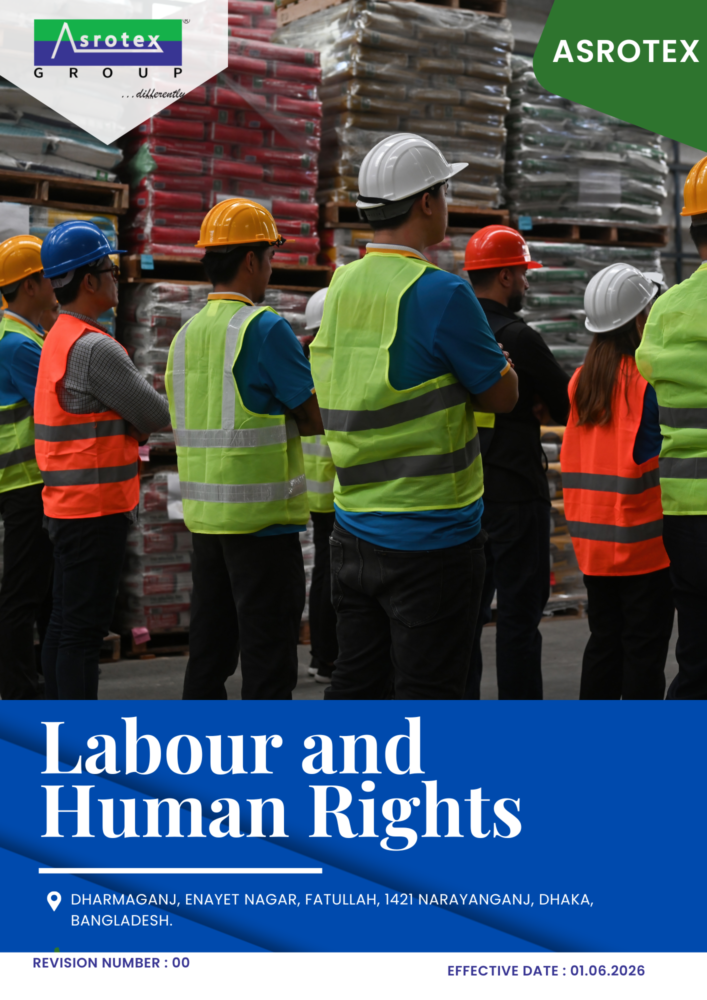 Asrotex
®
GROUP
...differently
ASROTEX
Labour and
Human Rights
DHARMAGANJ, ENAYET NAGAR, FATULLAH, 1421 NARAYANGANJ, DHAKA,
BANGLADESH.
REVISION NUMBER : 00
EFFECTIVE DATE : 01.06.2026